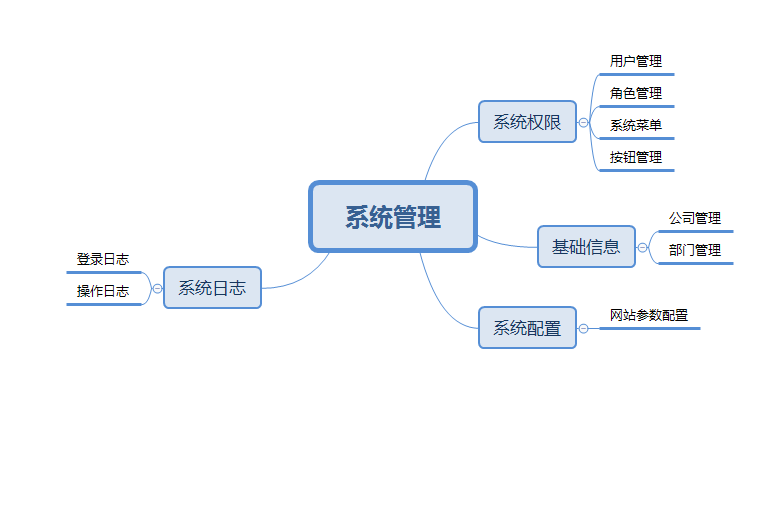 用户管理
角色管理
系统权限
系统菜单
按钮管理
系统管理
公司管理
基础信息
部门管理
登录日志
系统日志
操作日志
网站参数配置
系统配置